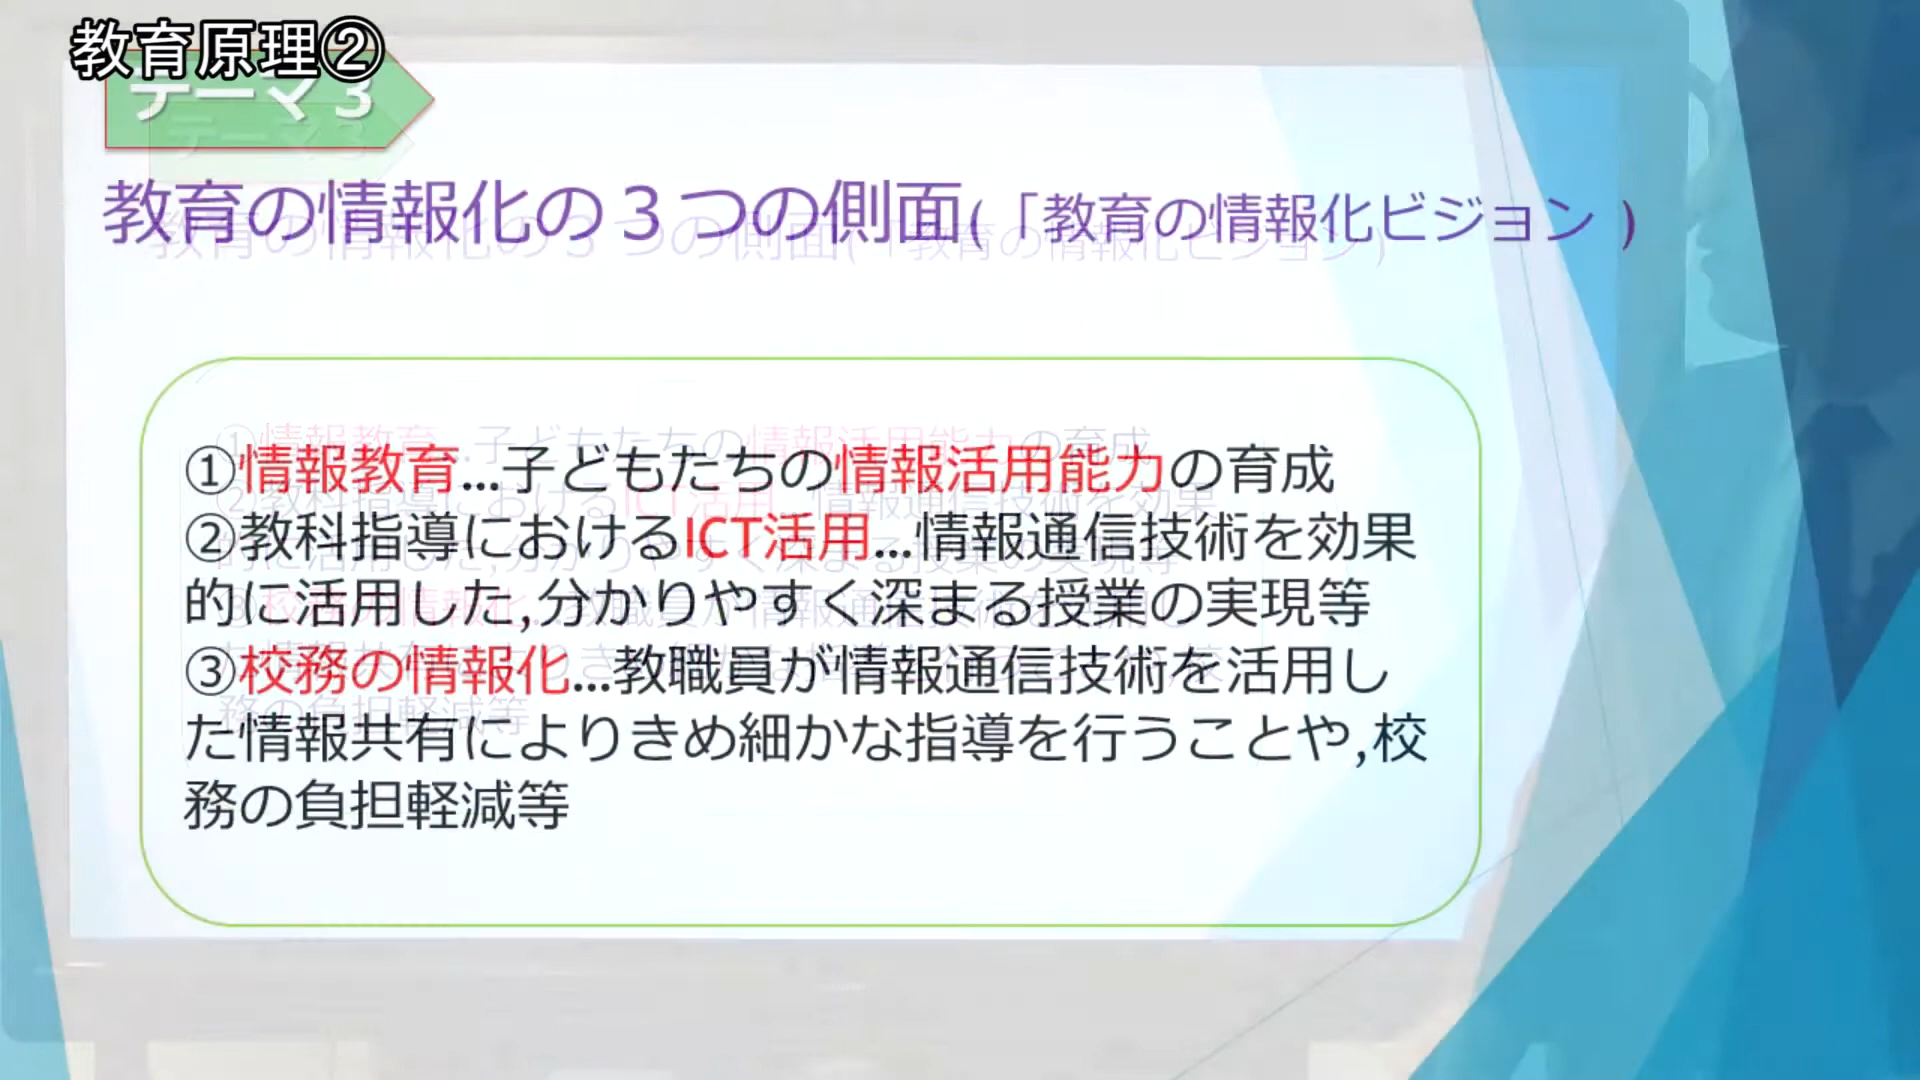 教育原理②
テーマ３
教育の情報化の３つの側面(「教育の情報化ビジョン )
①情報教育…子どもたちの情報活用能力の育成
②教科指導におけるICT活用…情報通信技術を効果
的に活用した,分かりやすく深まる授業の実現等
③校務の情報化…教職員が情報通信技術を活用し
た情報共有によりきめ細かな指導を行うことや,校
務の負担軽減等